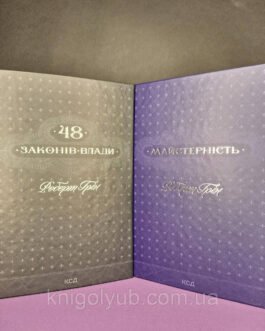 48
ЗАКОНІВ ВЛАДИ
Роберт Грін
КСД
МАЙСТЕРНІСТЬ
Роберт Грін
КСД
knigolyub.com.ua